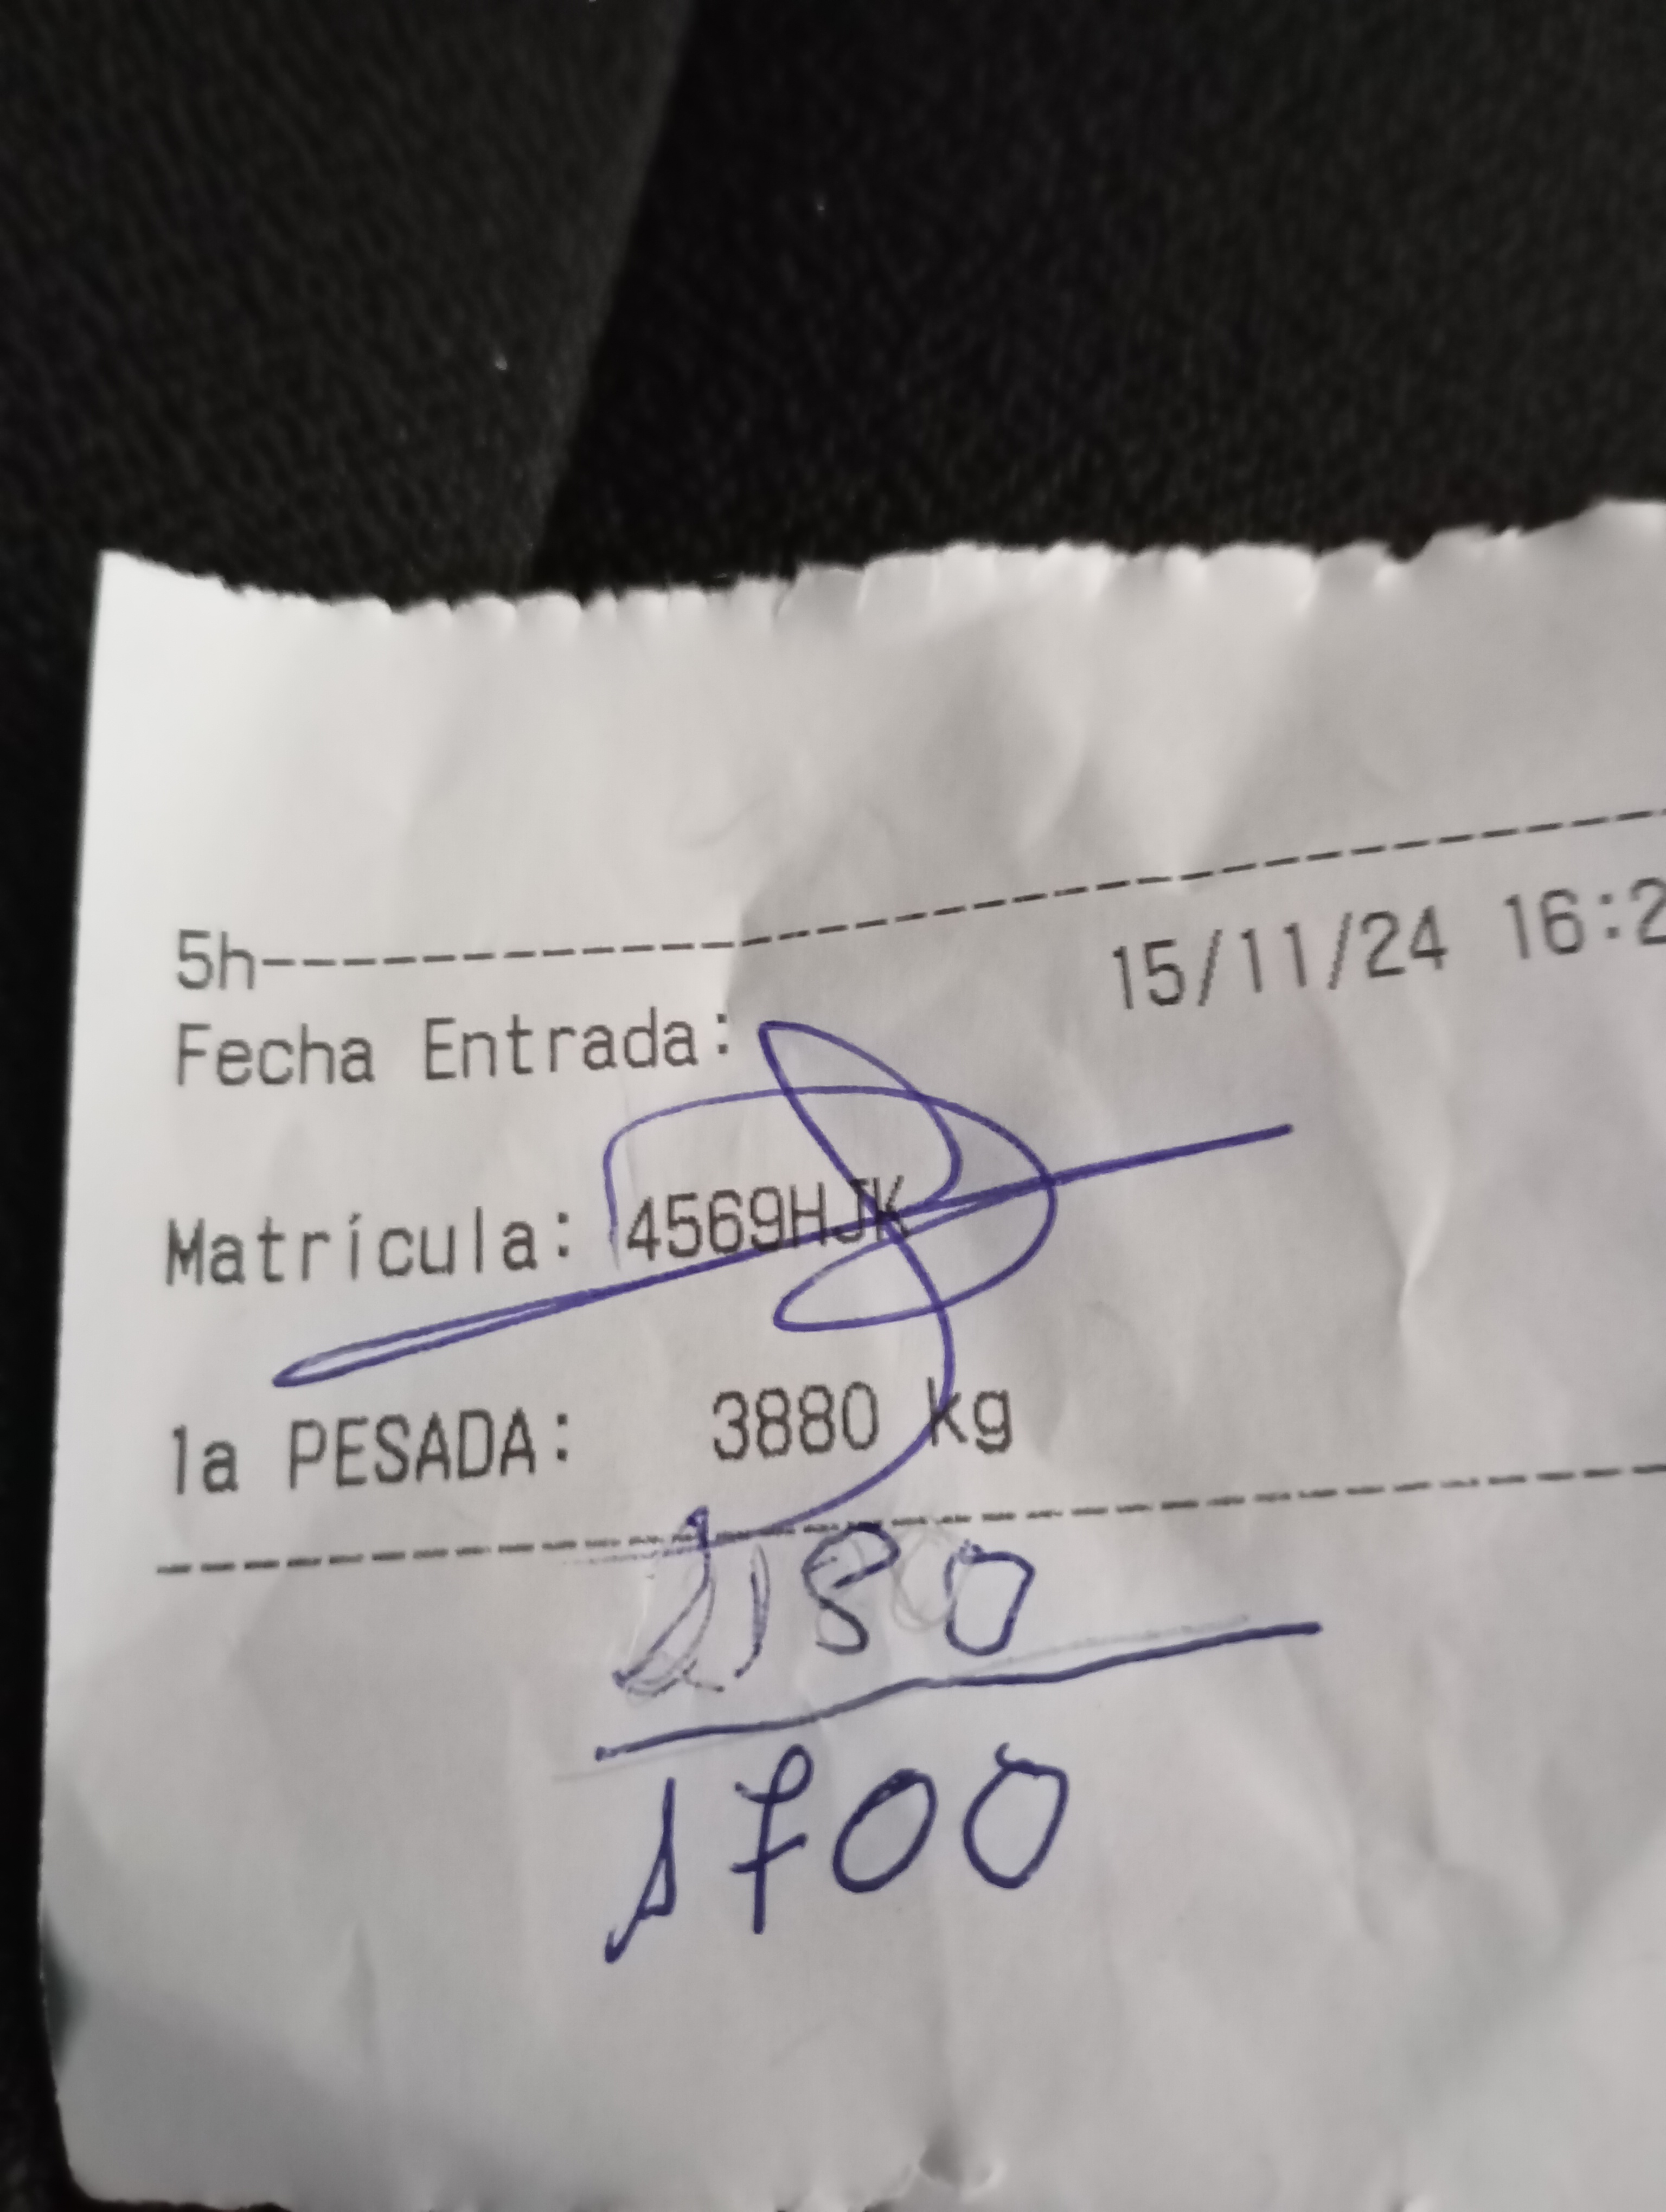 5h--------------------------------
15/11/24 16:2
Fecha Entrada:
Matrícula: 4569HJK
1a PESADA: 3880 kg
2180
1700